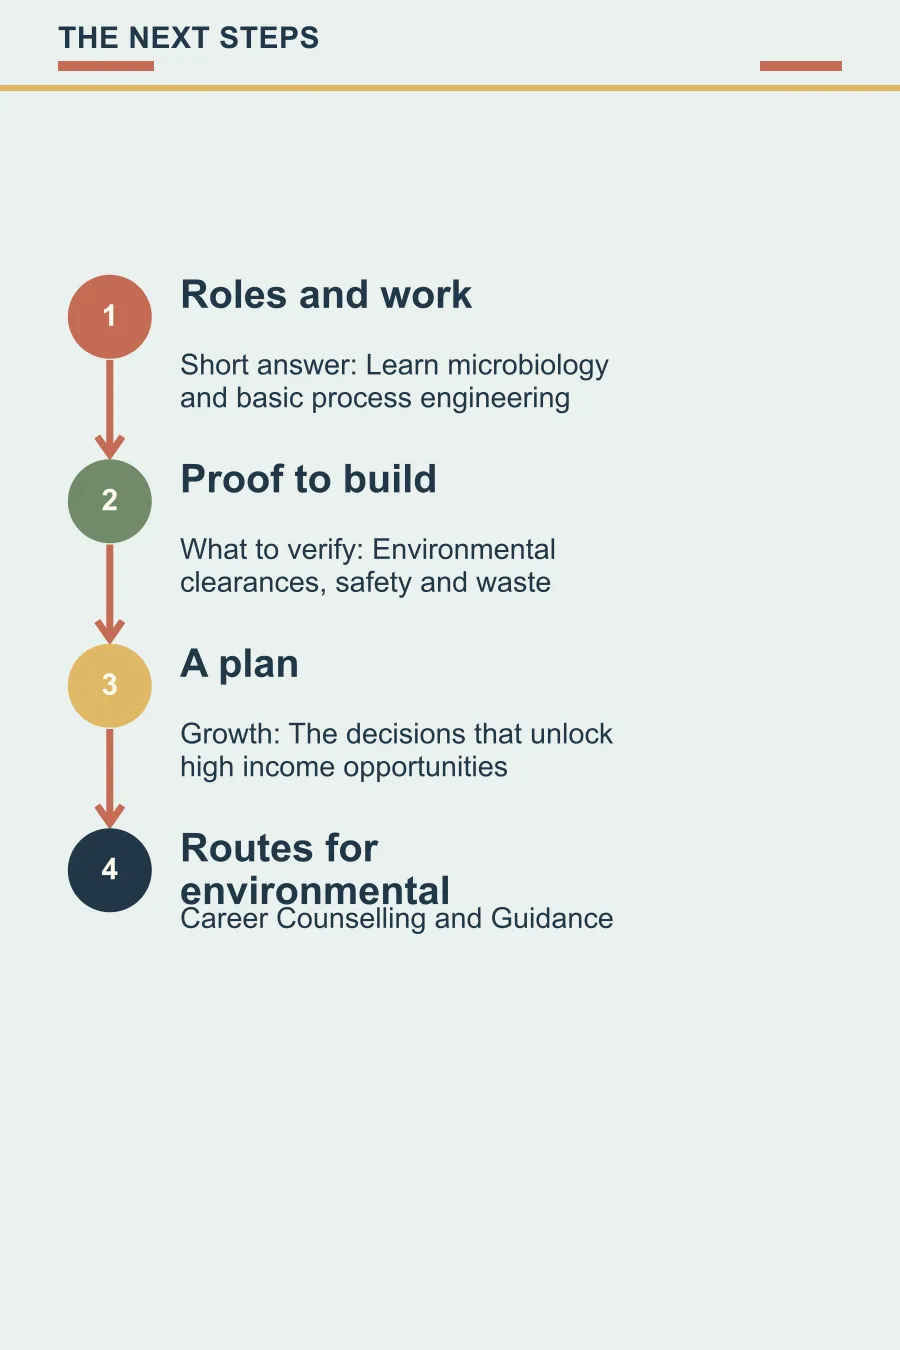 THE NEXT STEPS
1
Roles and work
Short answer: Learn microbiology
and basic process engineering
2
Proof to build
What to verify: Environmental
clearances, safety and waste
3
A plan
Growth: The decisions that unlock
high income opportunities
4
Routes for
environmental
Career Counselling and Guidance